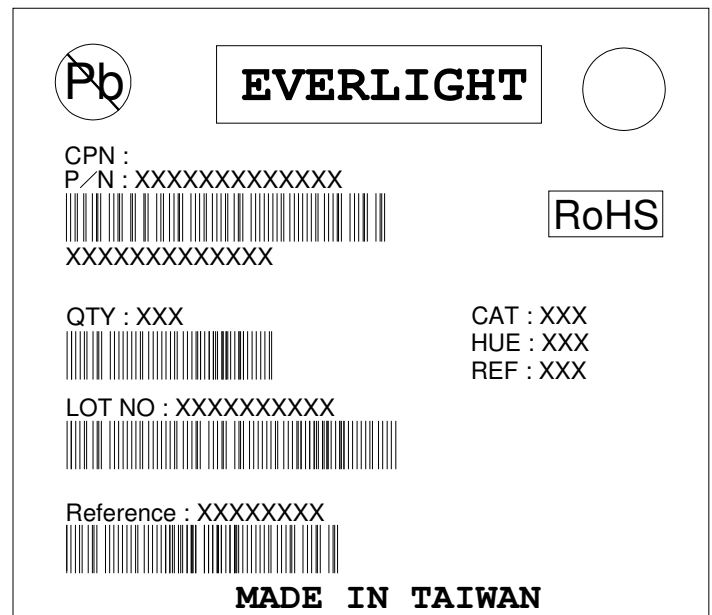 Pb
EVERLIGHT
CPN :
P/N : XXXXXXXXXXXXX
RoHS
XXXXXXXXXXXXX
QTY : XXX
CAT : XXX
HUE : XXX
REF : XXX
LOT NO : XXXXXXXXXX
Reference : XXXXXXXX
MADE IN TAIWAN